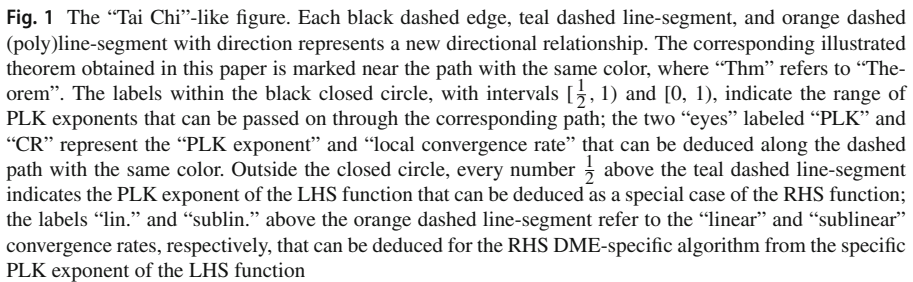 Fig. 1 The “Tai Chi”-like figure. Each black dashed edge, teal dashed line-segment, and orange dashed
(poly)line-segment with direction represents a new directional relationship. The corresponding illustrated
theorem obtained in this paper is marked near the path with the same color, where “Thm” refers to “The-
orem”. The labels within the black closed circle, with intervals [1/2, 1) and [0, 1), indicate the range of
PLK exponents that can be passed on through the corresponding path; the two “eyes” labeled “PLK” and
“CR” represent the “PLK exponent” and “local convergence rate” that can be deduced along the dashed
path with the same color. Outside the closed circle, every number 1/2 above the teal dashed line-segment
indicates the PLK exponent of the LHS function that can be deduced as a special case of the RHS function;
the labels “lin.” and “sublin.” above the orange dashed line-segment refer to the “linear” and “sublinear”
convergence rates, respectively, that can be deduced for the RHS DME-specific algorithm from the specific
PLK exponent of the LHS function